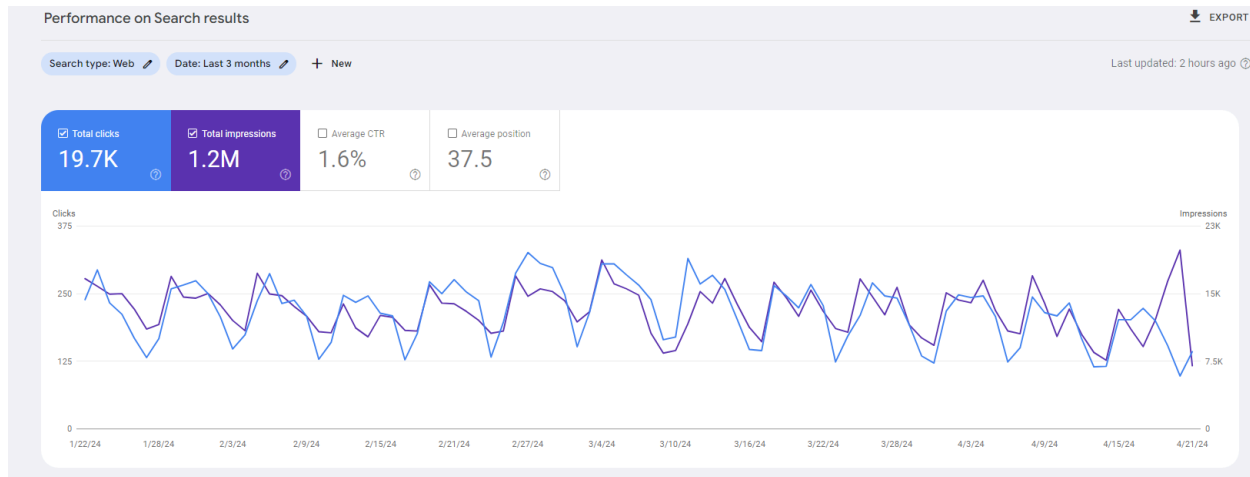 Performance on Search results
EXPORT
Search type: Web
Date: Last 3 months
+ New
Last updated: 2 hours ago
Total clicks
19.7K
Total impressions
1.2M
Average CTR
1.6%
Average position
37.5
Clicks
Impressions
375
23K
250
15K
125
7.5K
0
0
1/22/24 1/28/24 2/3/24 2/9/24 2/15/24 2/21/24 2/27/24 3/4/24 3/10/24 3/16/24 3/22/24 3/28/24 4/3/24 4/9/24 4/15/24 4/21/24